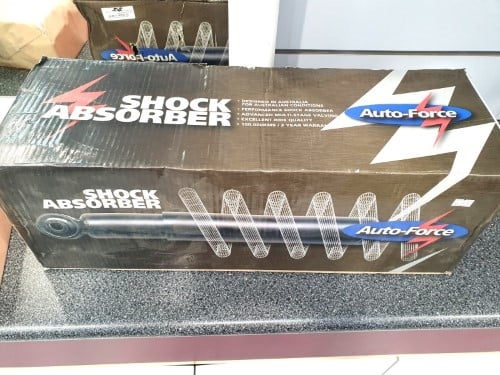 Auto-Force
SHOCK
ABSORBER
• DESIGNED IN AUSTRALIA
FOR AUSTRALIAN CONDITIONS
• PERFORMANCE SHOCK ABSORBER
• ADVANCED MULTI-STAGE VALVING
• EXCELLENT RIDE QUALITY
Auto-Force
SHOCK
ABSORBER
Auto-Force